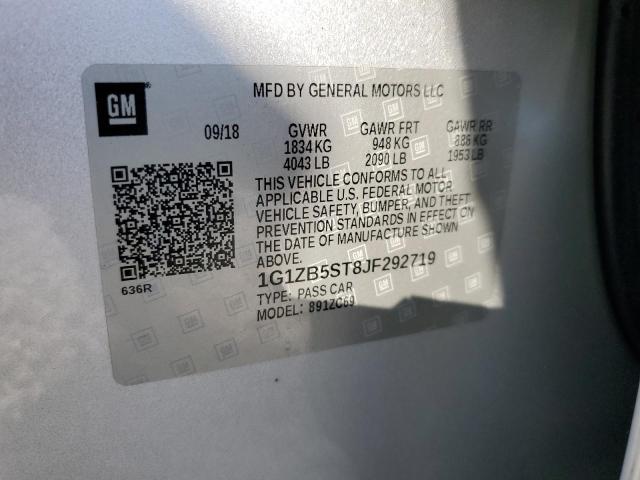 GM
MFD BY GENERAL MOTORS LLC
09/18 GVWR GAWR FRT GAWR RR
1834 KG 948 KG 886 KG
4043 LB 2090 LB 1953 LB
THIS VEHICLE CONFORMS TO ALL
APPLICABLE U.S. FEDERAL MOTOR
VEHICLE SAFETY, BUMPER, AND THEFT
PREVENTION STANDARDS IN EFFECT ON
THE DATE OF MANUFACTURE SHOWN
ABOVE.
636R
1G1ZB5ST8JF292719
TYPE: PASS CAR
MODEL: 891ZC69